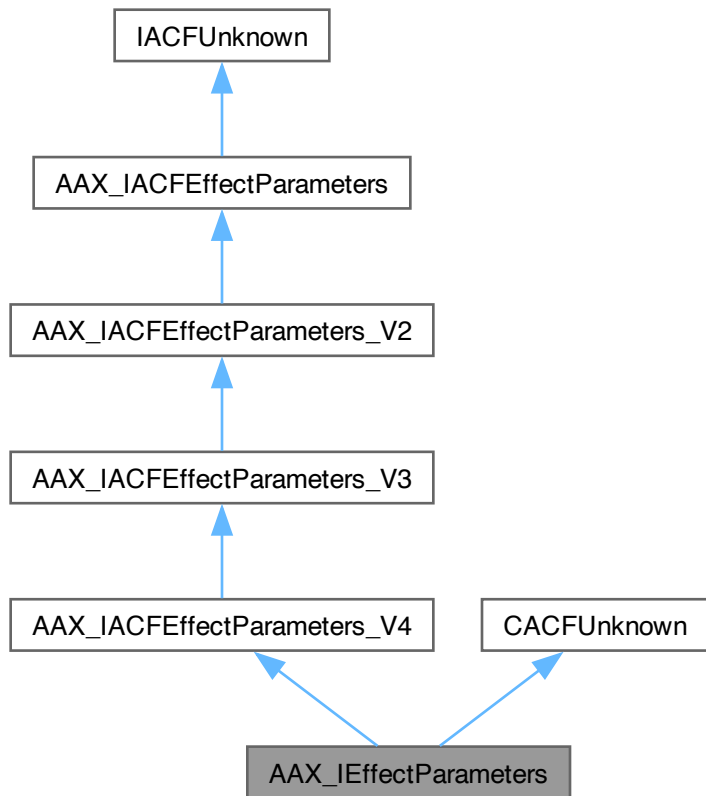 IACFUnknown
AAX_IACFEffectParameters
AAX_IACFEffectParameters_V2
AAX_IACFEffectParameters_V3
AAX_IACFEffectParameters_V4
CACFUnknown
AAX_IEffectParameters